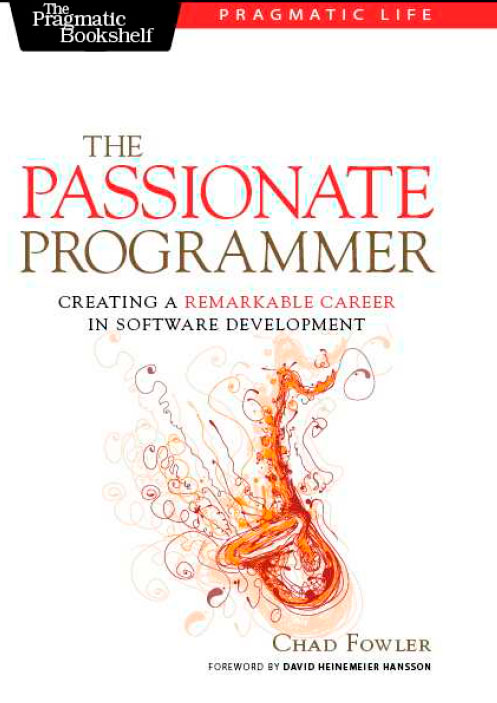 The
Pragmatic
Bookshelf
PRAGMATIC LIFE
THE
PASSIONATE
PROGRAMMER
CREATING A REMARKABLE CAREER
IN SOFTWARE DEVELOPMENT
CHAD FOWLER
FOREWORD BY DAVID HEINEMEIER HANSSON